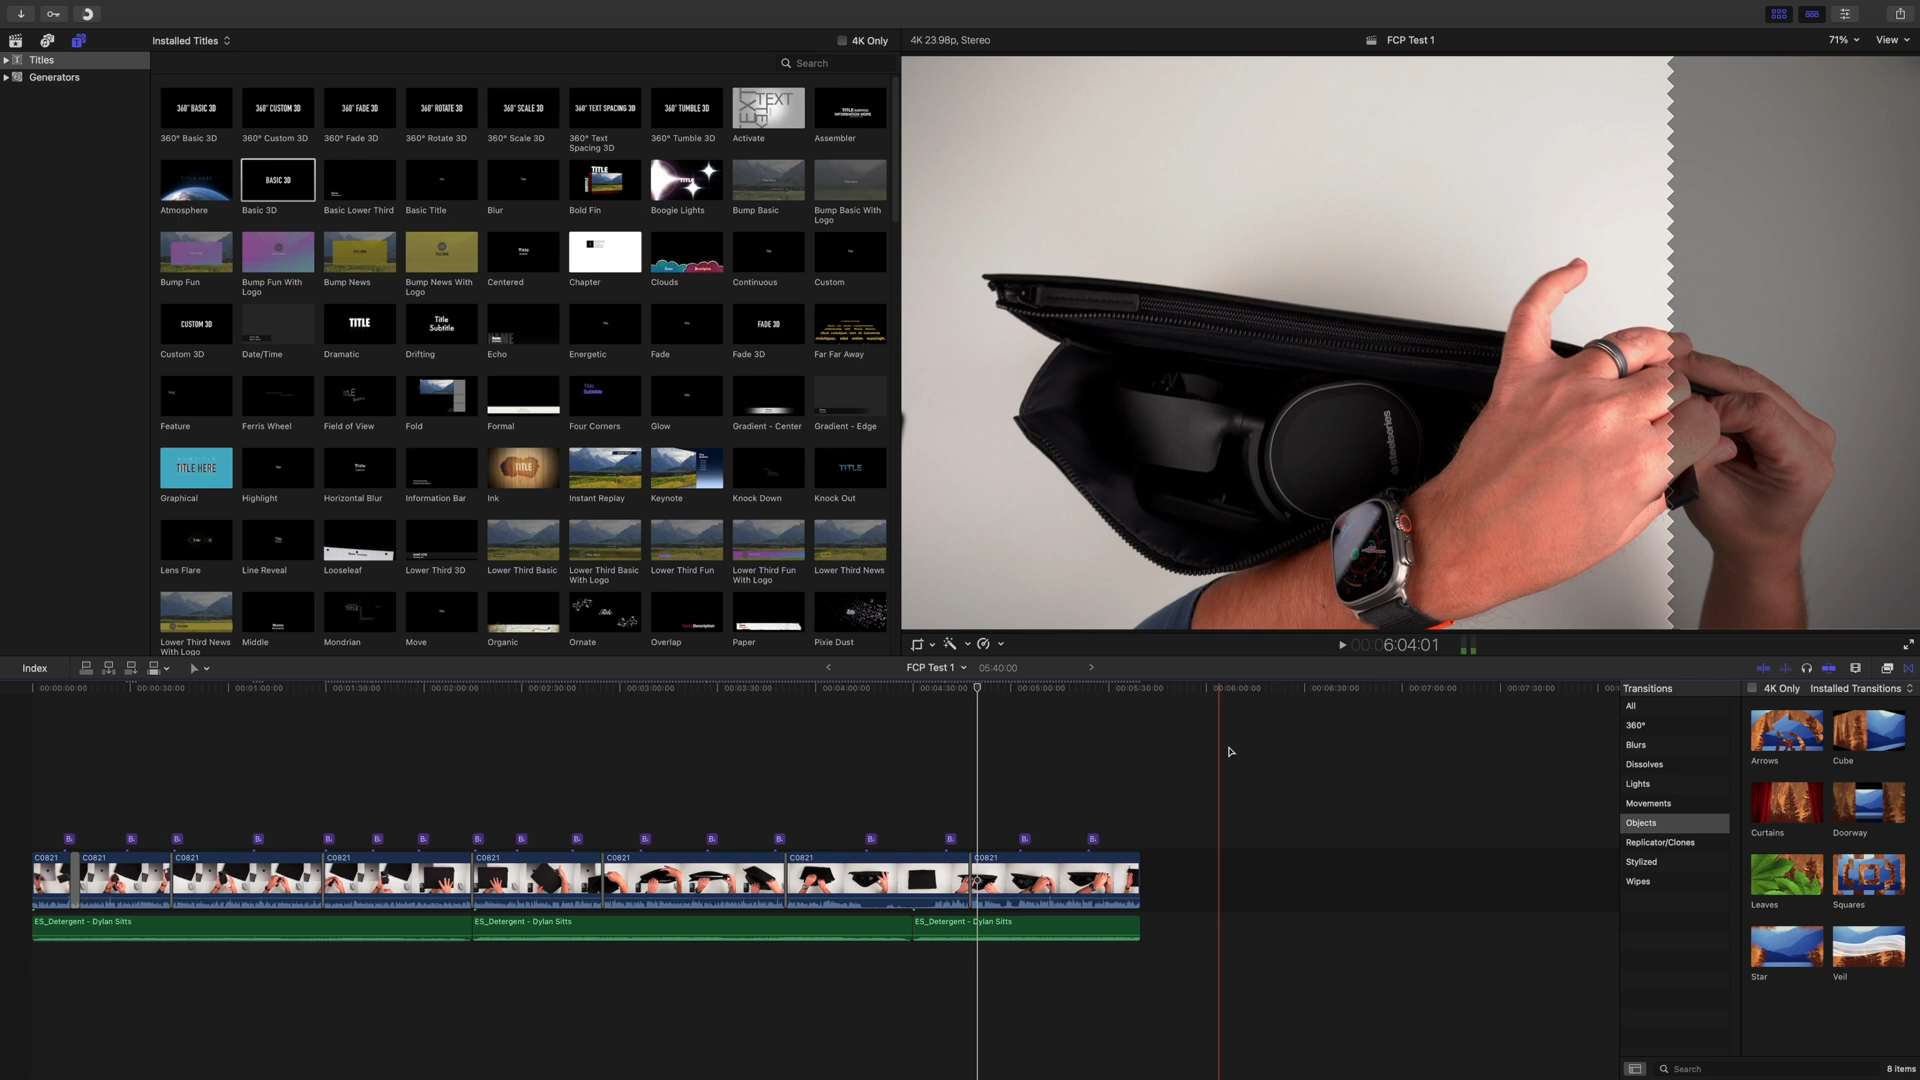 Installed Titles
4K Only
4K 23.98p, Stereo
FCP Test 1
71%
View
Titles
Generators
Search
360° BASIC 3D
360° CUSTOM 3D
360° FADE 3D
360° ROTATE 3D
360° SCALE 3D
360° TEXT SPACING 3D
360° TUMBLE 3D
TEXT
360° Basic 3D
360° Custom 3D
360° Fade 3D
360° Rotate 3D
360° Scale 3D
360° Text
Spacing 3D
360° Tumble 3D
Activate
Assembler
BASIC 3D
TITLE
Atmosphere
Basic 3D
Basic Lower Third
Basic Title
Blur
Bold Fin
Boogie Lights
Bump Basic
Bump Basic With
Logo
Title
Bump Fun
Bump Fun With
Logo
Bump News
Bump News With
Logo
Centered
Chapter
Clouds
Continuous
Custom
CUSTOM 3D
TITLE
Title
Subtitle
FADE 3D
Custom 3D
Date/Time
Dramatic
Drifting
Echo
Energetic
Fade
Fade 3D
Far Far Away
Title
Subtitle
Feature
Ferris Wheel
Field of View
Fold
Formal
Four Corners
Glow
Gradient - Center
Gradient - Edge
TITLE HERE
Title
TITLE
TITLE
Graphical
Highlight
Horizontal Blur
Information Bar
Ink
Instant Replay
Keynote
Knock Down
Knock Out
Lens Flare
Line Reveal
Looseleaf
Lower Third 3D
Lower Third Basic
Lower Third Basic
With Logo
Lower Third Fun
Lower Third Fun
With Logo
Lower Third News
Title
Lower Third News
With Logo
Middle
Mondrian
Move
Organic
Ornate
Overlap
Paper
Pixie Dust
steelseries
00:00:6:04:01
Index
FCP Test 1
05:40:00
00:00:00:00
00:00:30:00
00:01:00:00
00:01:30:00
00:02:00:00
00:02:30:00
00:03:00:00
00:03:30:00
00:04:00:00
00:04:30:00
00:05:00:00
00:05:30:00
00:06:00:00
00:06:30:00
00:07:00:00
00:07:30:00
C0821
C0821
C0821
C0821
C0821
C0821
C0821
C0821
ES_Detergent - Dylan Sitts
ES_Detergent - Dylan Sitts
ES_Detergent - Dylan Sitts
Transitions
4K Only
Installed Transitions
All
360°
Blurs
Dissolves
Lights
Movements
Objects
Replicator/Clones
Stylized
Wipes
Arrows
Cube
Curtains
Doorway
Leaves
Squares
Star
Veil
Search
8 items